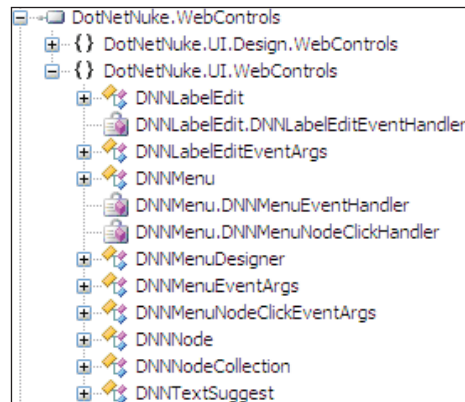 DotNetNuke.WebControls
{} DotNetNuke.UI.Design.WebControls
{} DotNetNuke.UI.WebControls
DNNLabelEdit
DNNLabelEdit.DNNLabelEditEventHandler
DNNLabelEditEventArgs
DNNMenu
DNNMenu.DNNMenuEventHandler
DNNMenu.DNNMenuNodeClickHandler
DNNMenuDesigner
DNNMenuEventArgs
DNNMenuNodeClickEventArgs
DNNNode
DNNNodeCollection
DNNTextSuggest